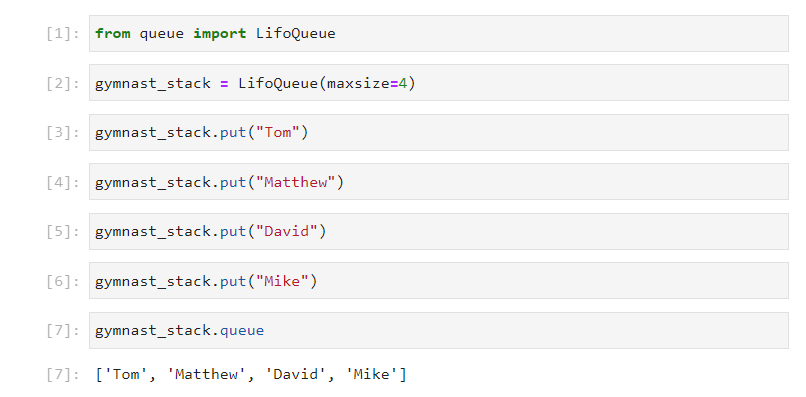 [1]: from queue import LifoQueue
[2]: gymnast_stack = LifoQueue(maxsize=4)
[3]: gymnast_stack.put("Tom")
[4]: gymnast_stack.put("Matthew")
[5]: gymnast_stack.put("David")
[6]: gymnast_stack.put("Mike")
[7]: gymnast_stack.queue
[7]: ['Tom', 'Matthew', 'David', 'Mike']